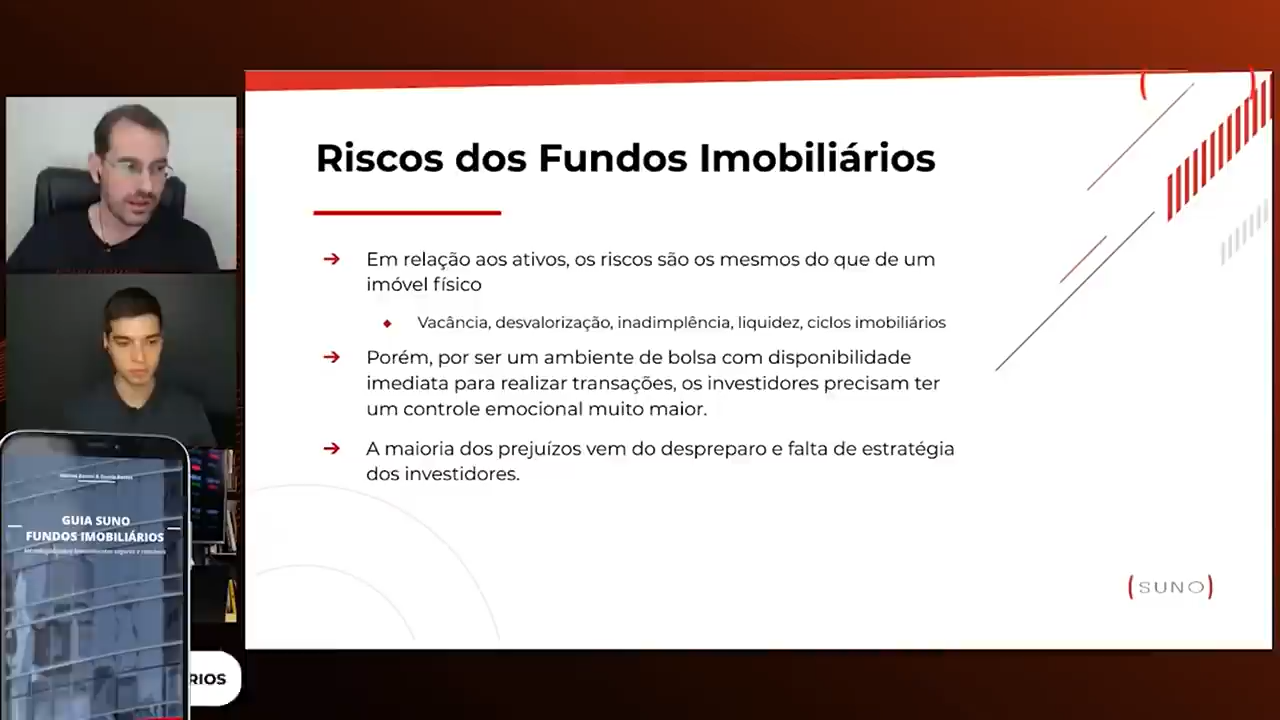 Riscos dos Fundos Imobiliários
➔ Em relação aos ativos, os riscos são os mesmos do que de um
imóvel físico
◆ Vacância, desvalorização, inadimplência, liquidez, ciclos imobiliários
➔ Porém, por ser um ambiente de bolsa com disponibilidade
imediata para realizar transações, os investidores precisam ter
um controle emocional muito maior.
➔ A maioria dos prejuízos vem do despreparo e falta de estratégia
dos investidores.
(SUNO)
GUIA SUNO
FUNDOS IMOBILIÁRIOS
RIOS